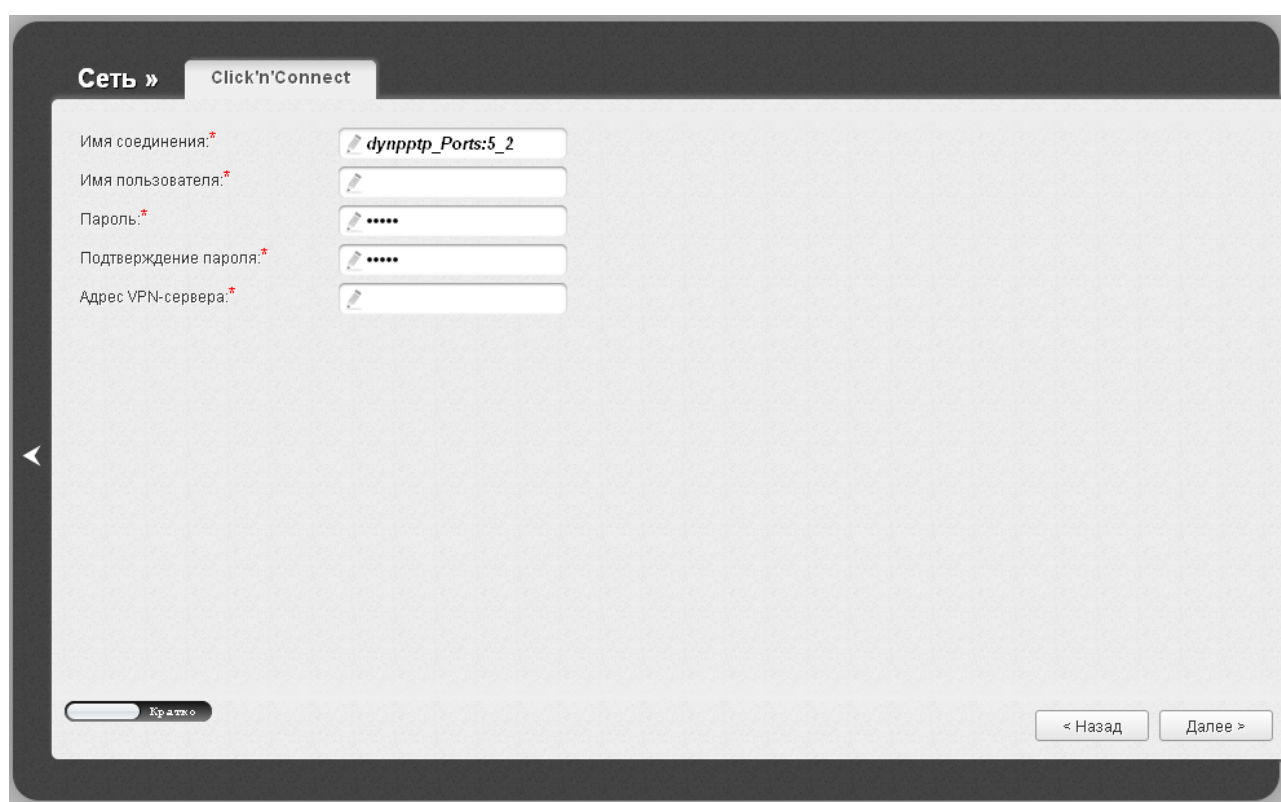 Сеть »
Click'n'Connect
Имя соединения:* dynpptp_Ports:5_2
Имя пользователя:*
Пароль:* •••••
Подтверждение пароля:* •••••
Адрес VPN-сервера:*
Кратко
< Назад
Далее >